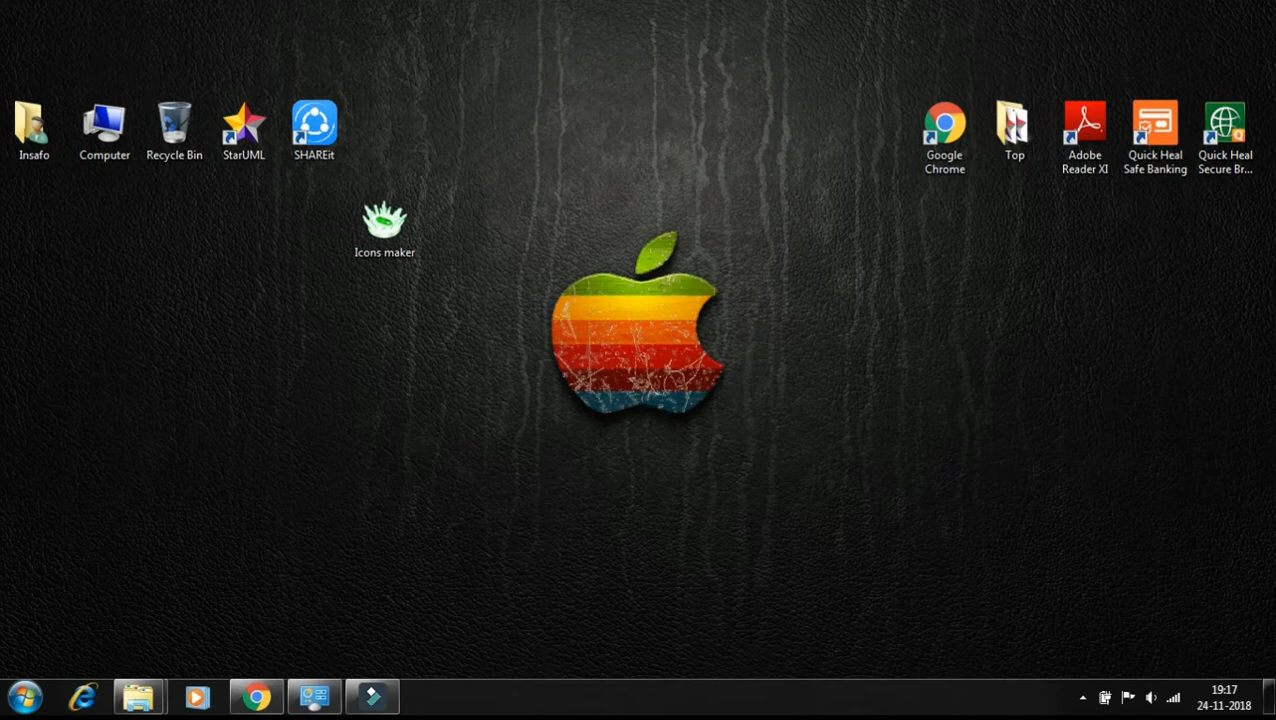 Insafo
Computer
Recycle Bin
StarUML
SHAREit
Google
Chrome
Top
Adobe
Reader XI
Quick Heal
Safe Banking
Quick Heal
Secure Br...
Icons maker
19:17
24-11-2018